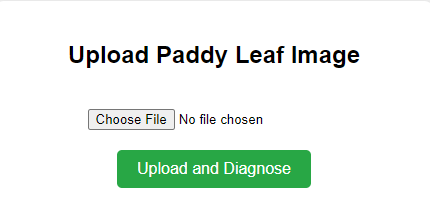 Upload Paddy Leaf Image
Choose File No file chosen
Upload and Diagnose